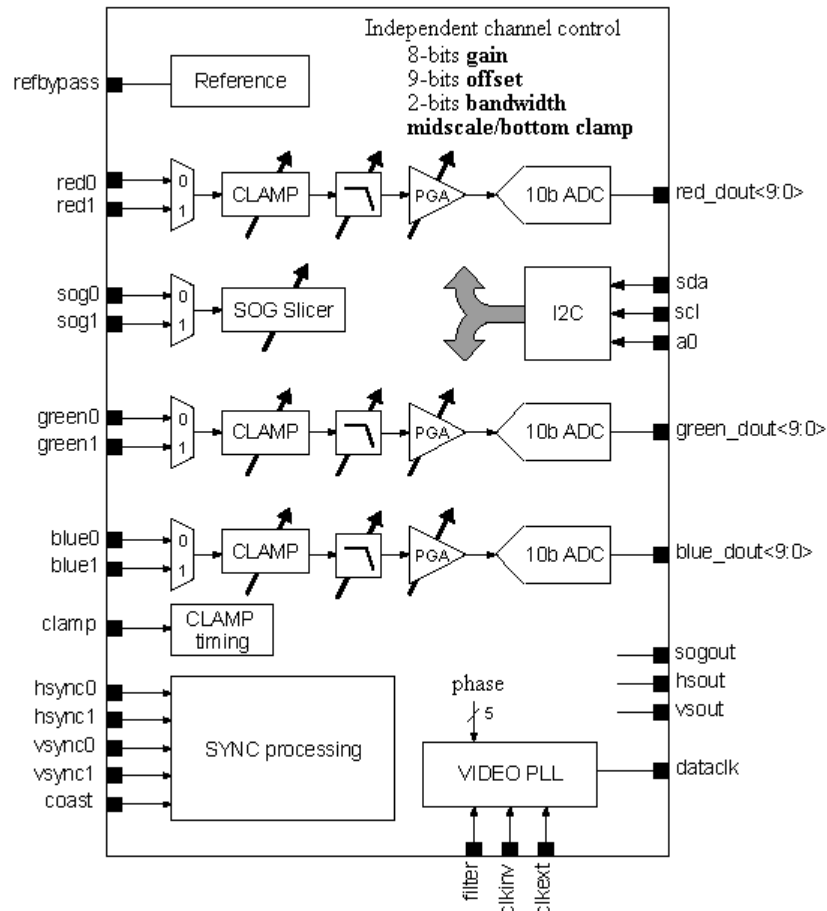 Independent channel control
8-bits gain
9-bits offset
2-bits bandwidth
midscale/bottom clamp
refbypass
Reference
red0
red1
0
1
CLAMP
PGA
10b ADC
red_dout<9:0>
sog0
sog1
0
1
SOG Slicer
I2C
sda
scl
a0
green0
green1
0
1
CLAMP
PGA
10b ADC
green_dout<9:0>
blue0
blue1
0
1
CLAMP
PGA
10b ADC
blue_dout<9:0>
clamp
CLAMP
timing
sogout
hsout
vsout
hsync0
hsync1
vsync0
vsync1
coast
SYNC processing
phase
5
VIDEO PLL
dataclk
filter
clkinv
clkext